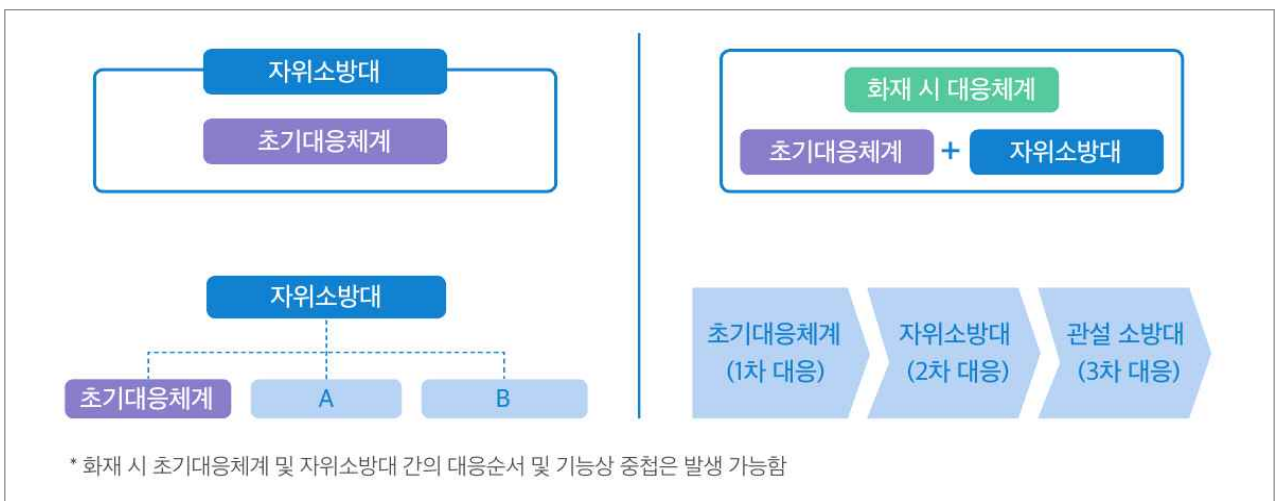 자위소방대
초기대응체계
자위소방대
초기대응체계
A
B
화재 시 대응체계
초기대응체계 + 자위소방대
초기대응체계
(1차 대응)
자위소방대
(2차 대응)
관설 소방대
(3차 대응)
* 화재 시 초기대응체계 및 자위소방대 간의 대응순서 및 기능상 중첩은 발생 가능함